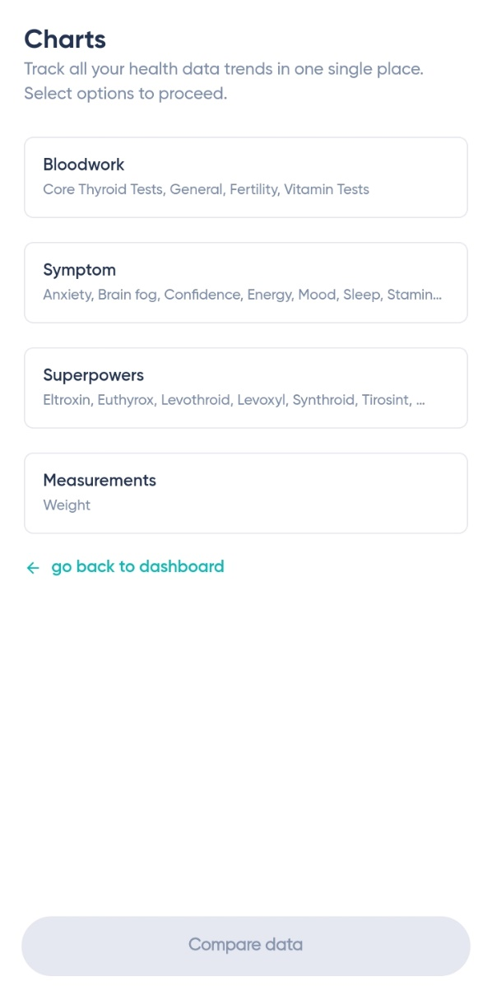 Charts
Track all your health data trends in one single place.
Select options to proceed.
Bloodwork
Core Thyroid Tests, General, Fertility, Vitamin Tests
Symptom
Anxiety, Brain fog, Confidence, Energy, Mood, Sleep, Stamin...
Superpowers
Eltroxin, Euthyrox, Levothroid, Levoxyl, Synthroid, Tirosint, ...
Measurements
Weight
← go back to dashboard
Compare data